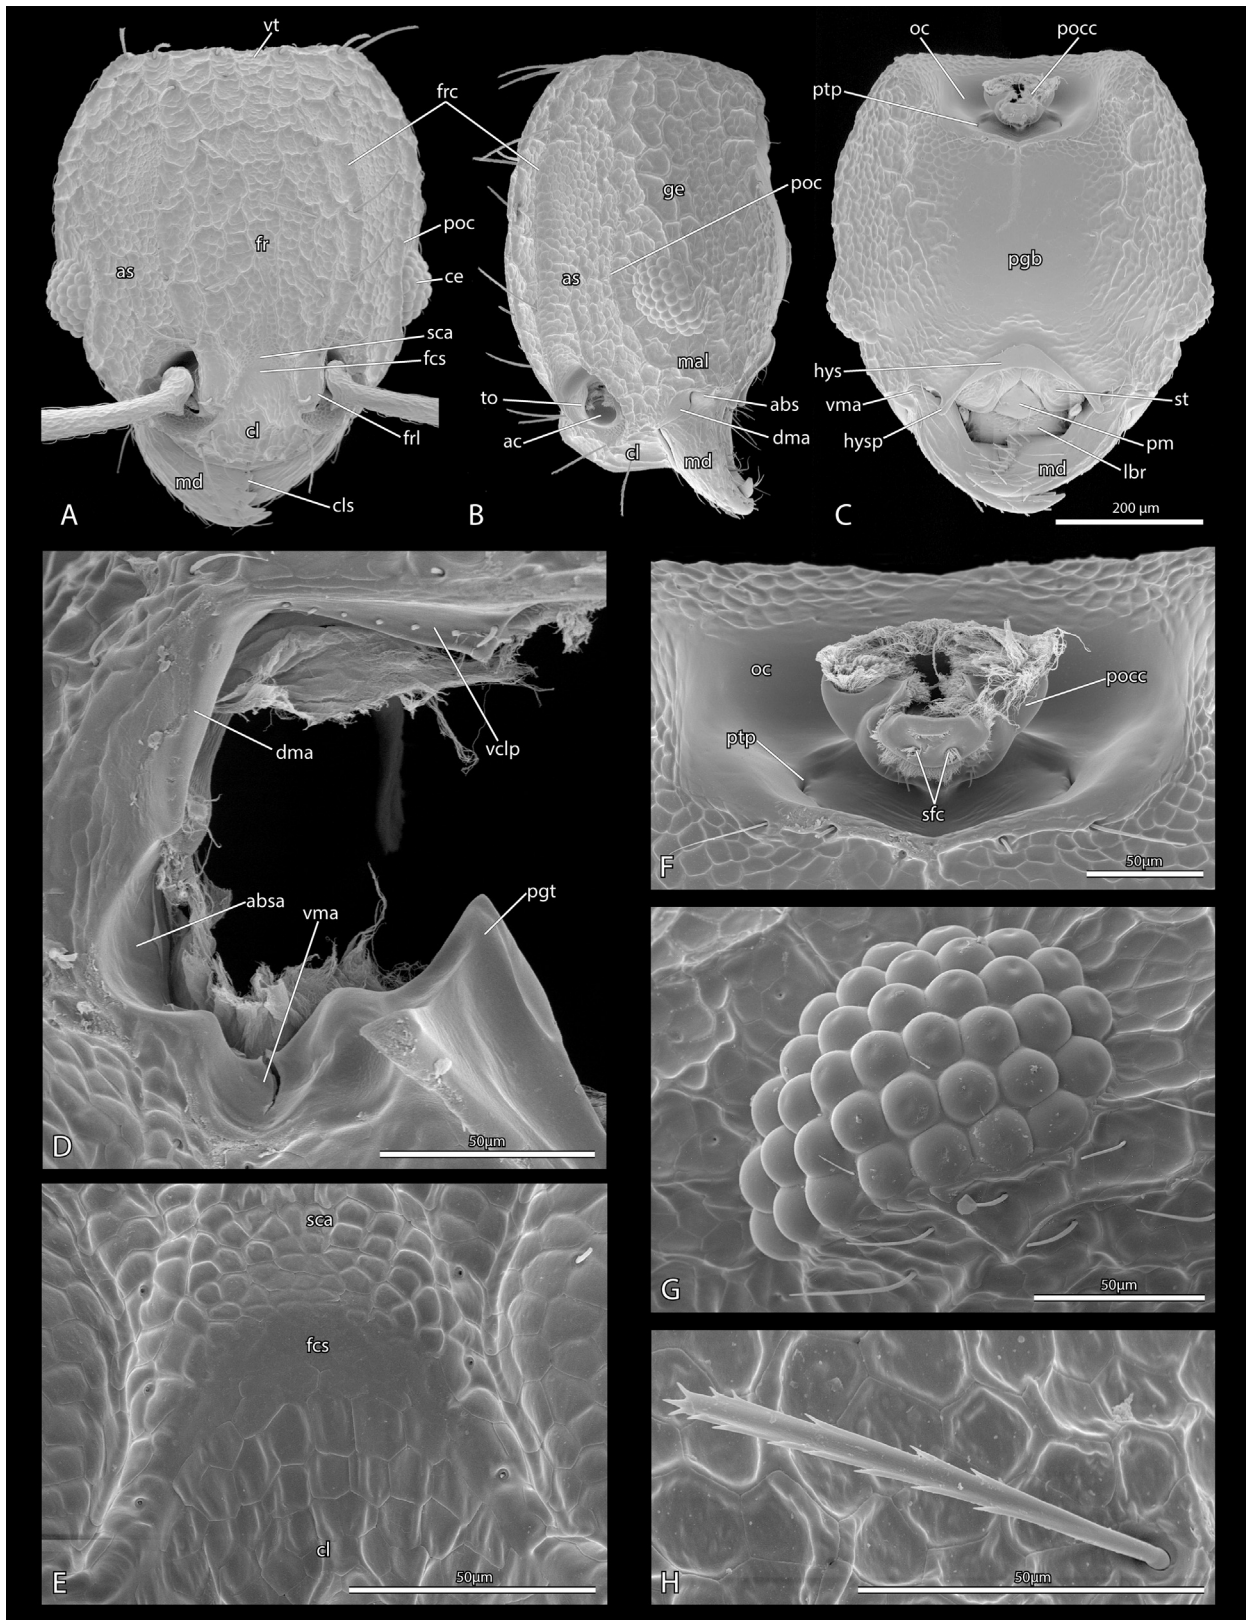 vt
frc
poc
fr
as
ce
sca
fcs
cl
frl
md
cls
A
ge
poc
as
mal
to
abs
ac
dma
cl
md
B
oc
pocc
ptp
pgb
hys
vma
st
hysp
pm
lbr
md
C
200 µm
dma
vclp
absa
vma
pgt
D
50µm
sca
fcs
cl
E
50µm
oc
pocc
ptp
sfc
F
50µm
G
50µm
H
50µm